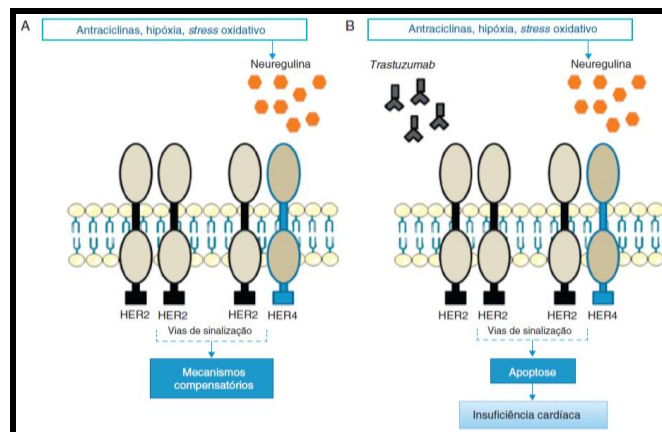 A
Antraciclinas, hipóxia, stress oxidativo
Neuregulina
HER2
HER2
HER2
HER4
Vias de sinalização
Mecanismos
compensatórios
B
Antraciclinas, hipóxia, stress oxidativo
Trastuzumab
Neuregulina
HER2
HER2
HER2
HER4
Vias de sinalização
Apoptose
Insuficiência cardíaca